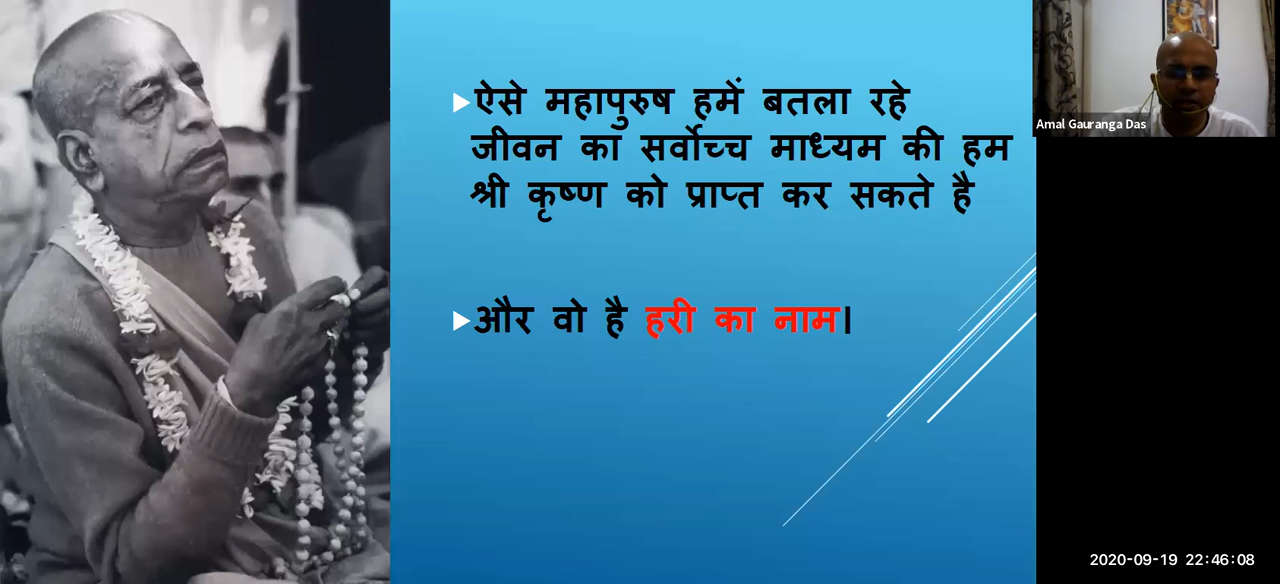 ऐसे महापुरुष हमें बतला रहे
जीवन का सर्वोच्च माध्यम की हम
श्री कृष्ण को प्राप्त कर सकते है
और वो है हरी का नाम।
Amal Gauranga Das
2020-09-19 22:46:08